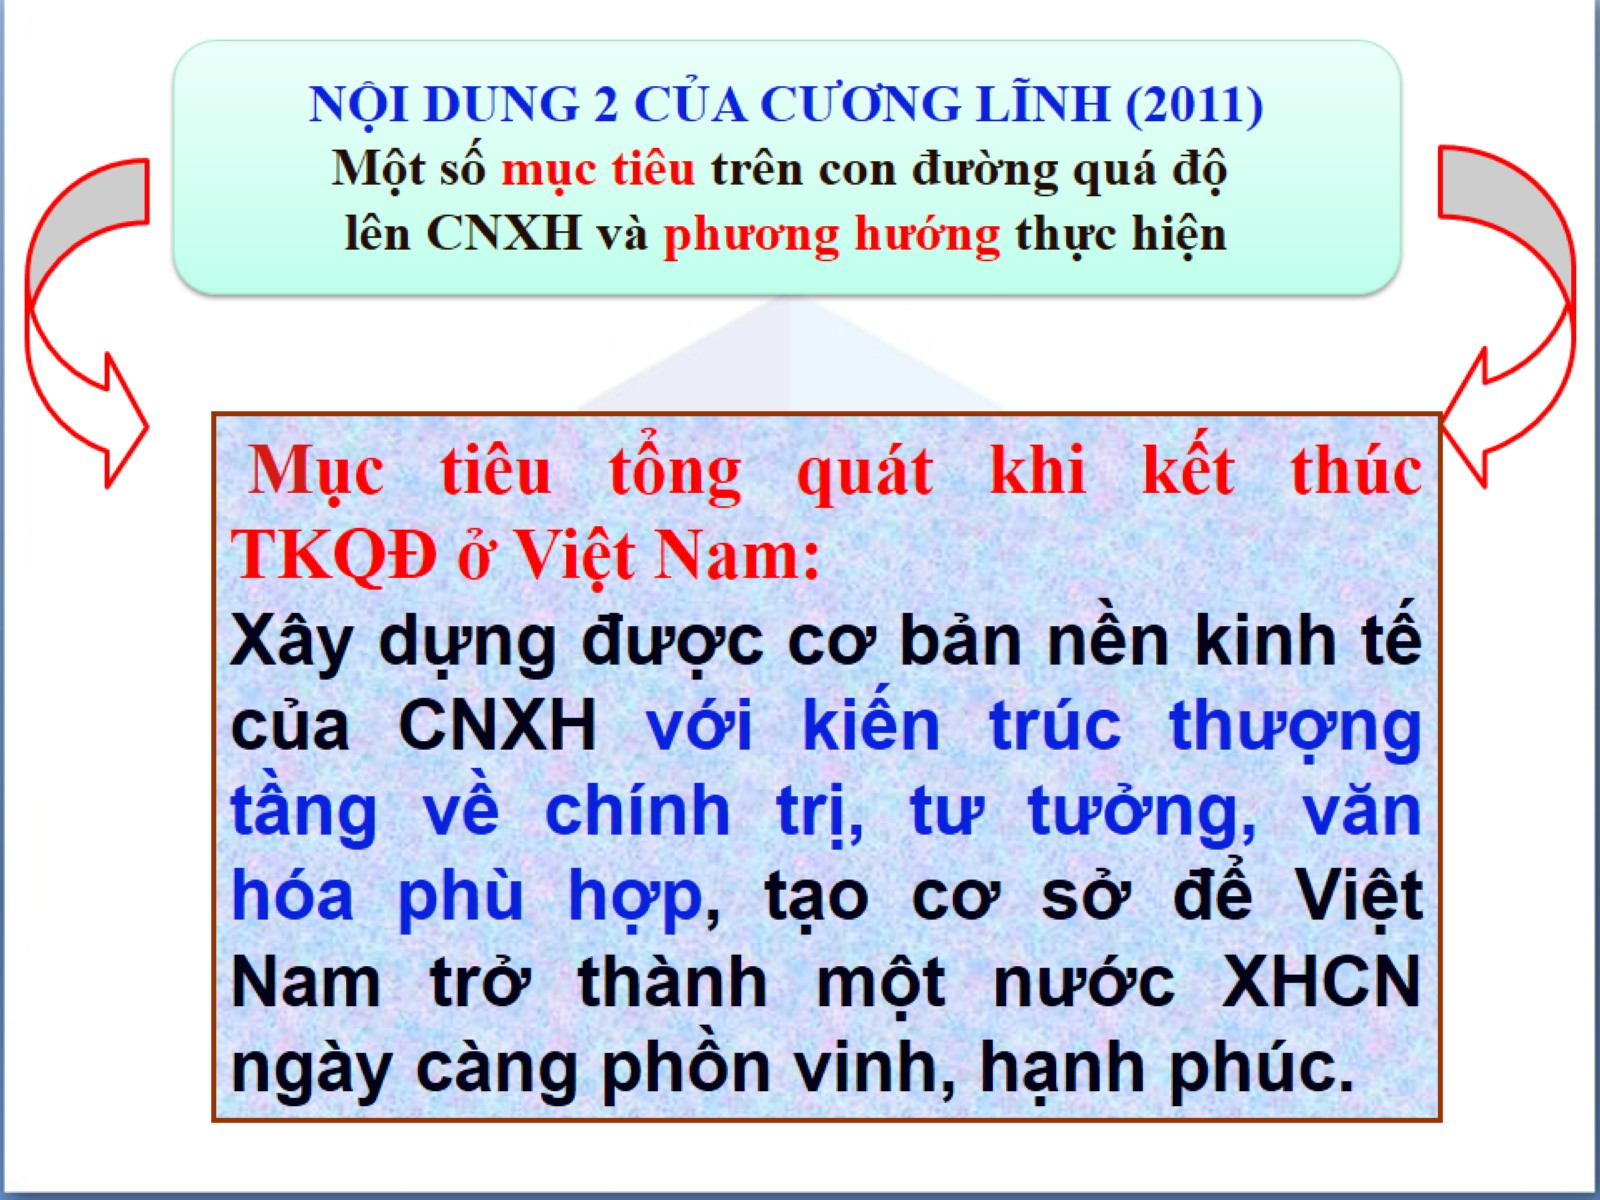 NỘI DUNG 2 CỦA CƯƠNG LĨNH (2011)
Một số mục tiêu trên con đường quá độ
lên CNXH và phương hướng thực hiện
Mục tiêu tổng quát khi kết thúc
TKQĐ ở Việt Nam:
Xây dựng được cơ bản nền kinh tế
của CNXH với kiến trúc thượng
tầng về chính trị, tư tưởng, văn
hóa phù hợp, tạo cơ sở để Việt
Nam trở thành một nước XHCN
ngày càng phồn vinh, hạnh phúc.